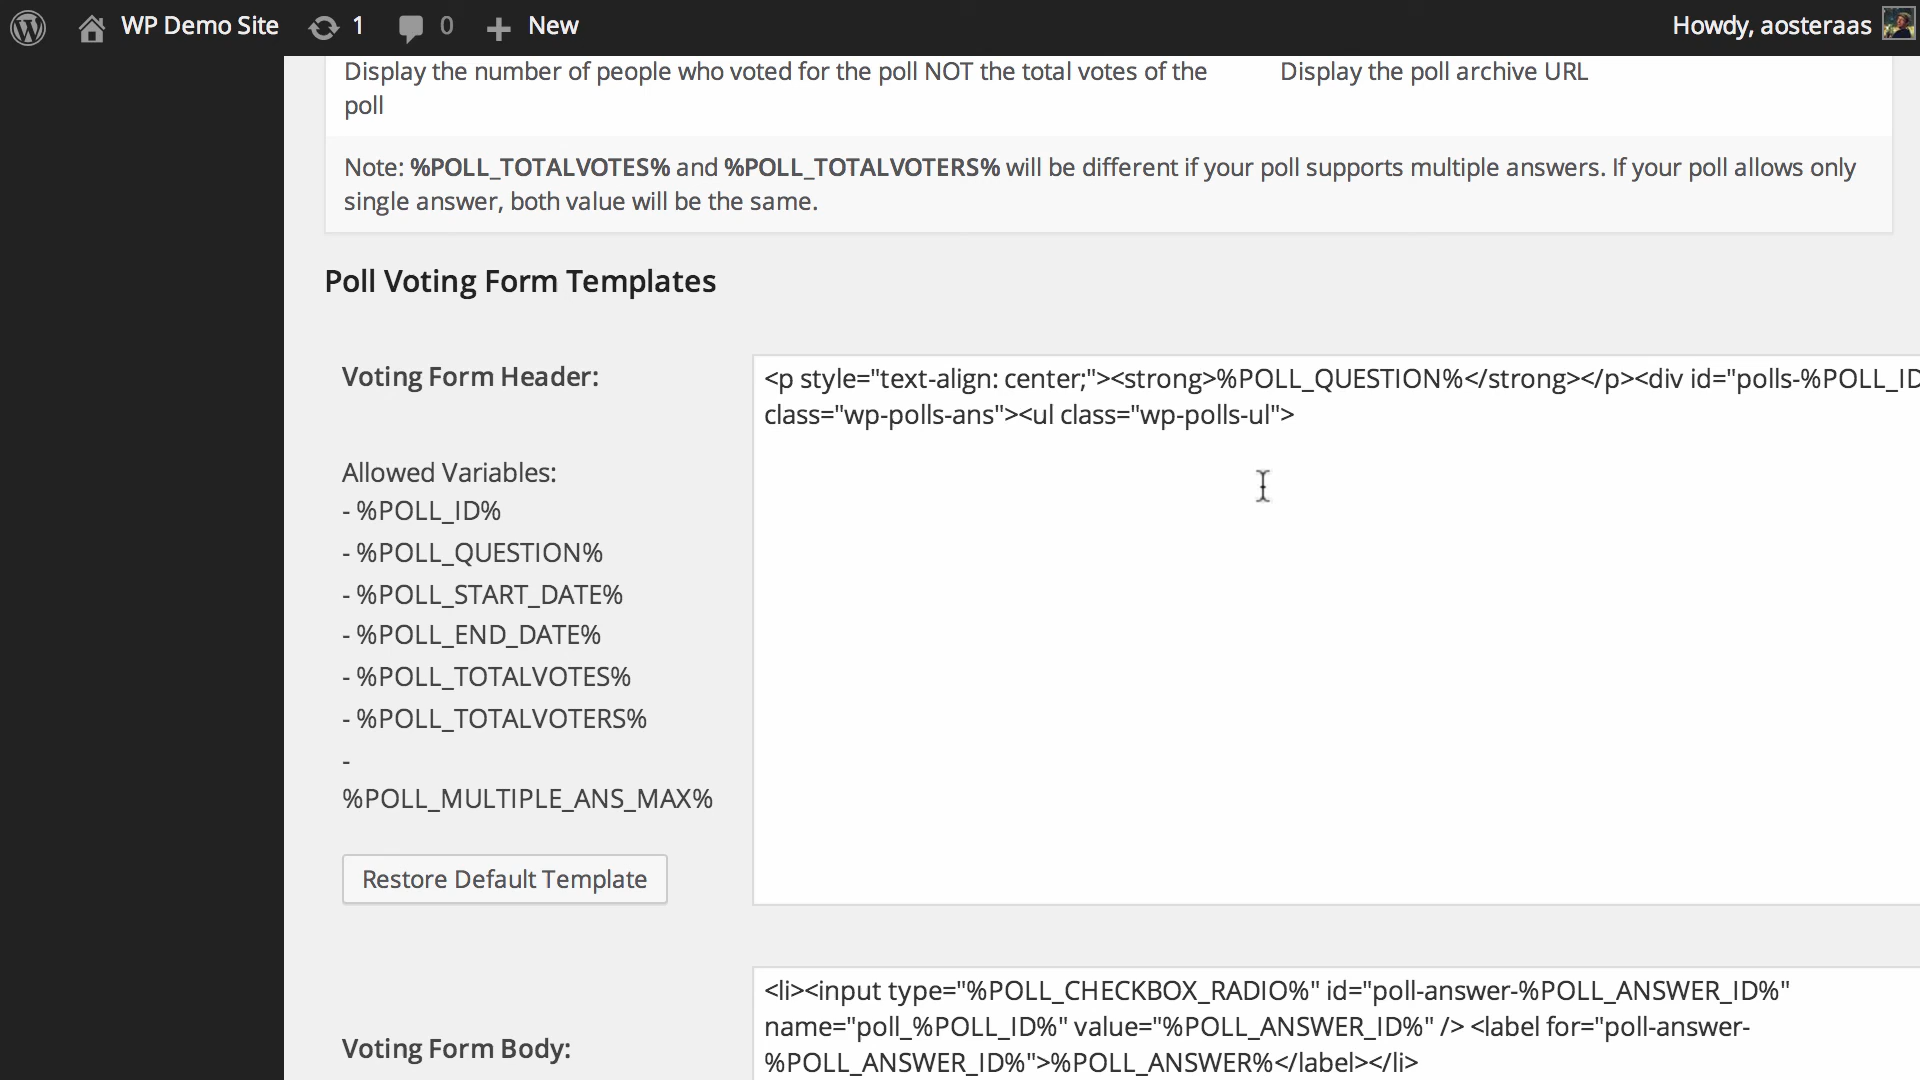 WP Demo Site 1 0 New Howdy, aosteraas
Display the number of people who voted for the poll NOT the total votes of the
poll
Display the poll archive URL
Note: %POLL_TOTALVOTES% and %POLL_TOTALVOTERS% will be different if your poll supports multiple answers. If your poll allows only
single answer, both value will be the same.
Poll Voting Form Templates
Voting Form Header:
Allowed Variables:
- %POLL_ID%
- %POLL_QUESTION%
- %POLL_START_DATE%
- %POLL_END_DATE%
- %POLL_TOTALVOTES%
- %POLL_TOTALVOTERS%
-
%POLL_MULTIPLE_ANS_MAX%
Restore Default Template
<p style="text-align: center;"><strong>%POLL_QUESTION%</strong></p><div id="polls-%POLL_ID
class="wp-polls-ans"><ul class="wp-polls-ul">
Voting Form Body:
<li><input type="%POLL_CHECKBOX_RADIO%" id="poll-answer-%POLL_ANSWER_ID%"
name="poll_%POLL_ID%" value="%POLL_ANSWER_ID%" /> <label for="poll-answer-
%POLL_ANSWER_ID%">%POLL_ANSWER%</label></li>